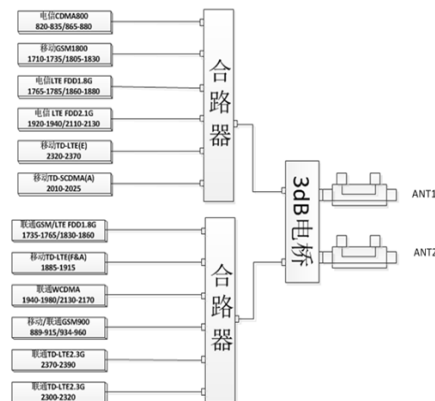 电信CDMA800
820-835/865-880
移动GSM1800
1710-1735/1805-1830
电信LTE FDD1.8G
1765-1785/1860-1880
电信 LTE FDD2.1G
1920-1940/2110-2130
移动TD-LTE(E)
2320-2370
移动TD-SCDMA(A)
2010-2025
合路器
联通GSM/LTE FDD1.8G
1735-1765/1830-1860
移动TD-LTE(F&A)
1885-1915
联通WCDMA
1940-1980/2130-2170
移动/联通GSM900
889-915/934-960
联通TD-LTE2.3G
2370-2390
联通TD-LTE2.3G
2300-2320
合路器
3dB电桥
ANT1
ANT2